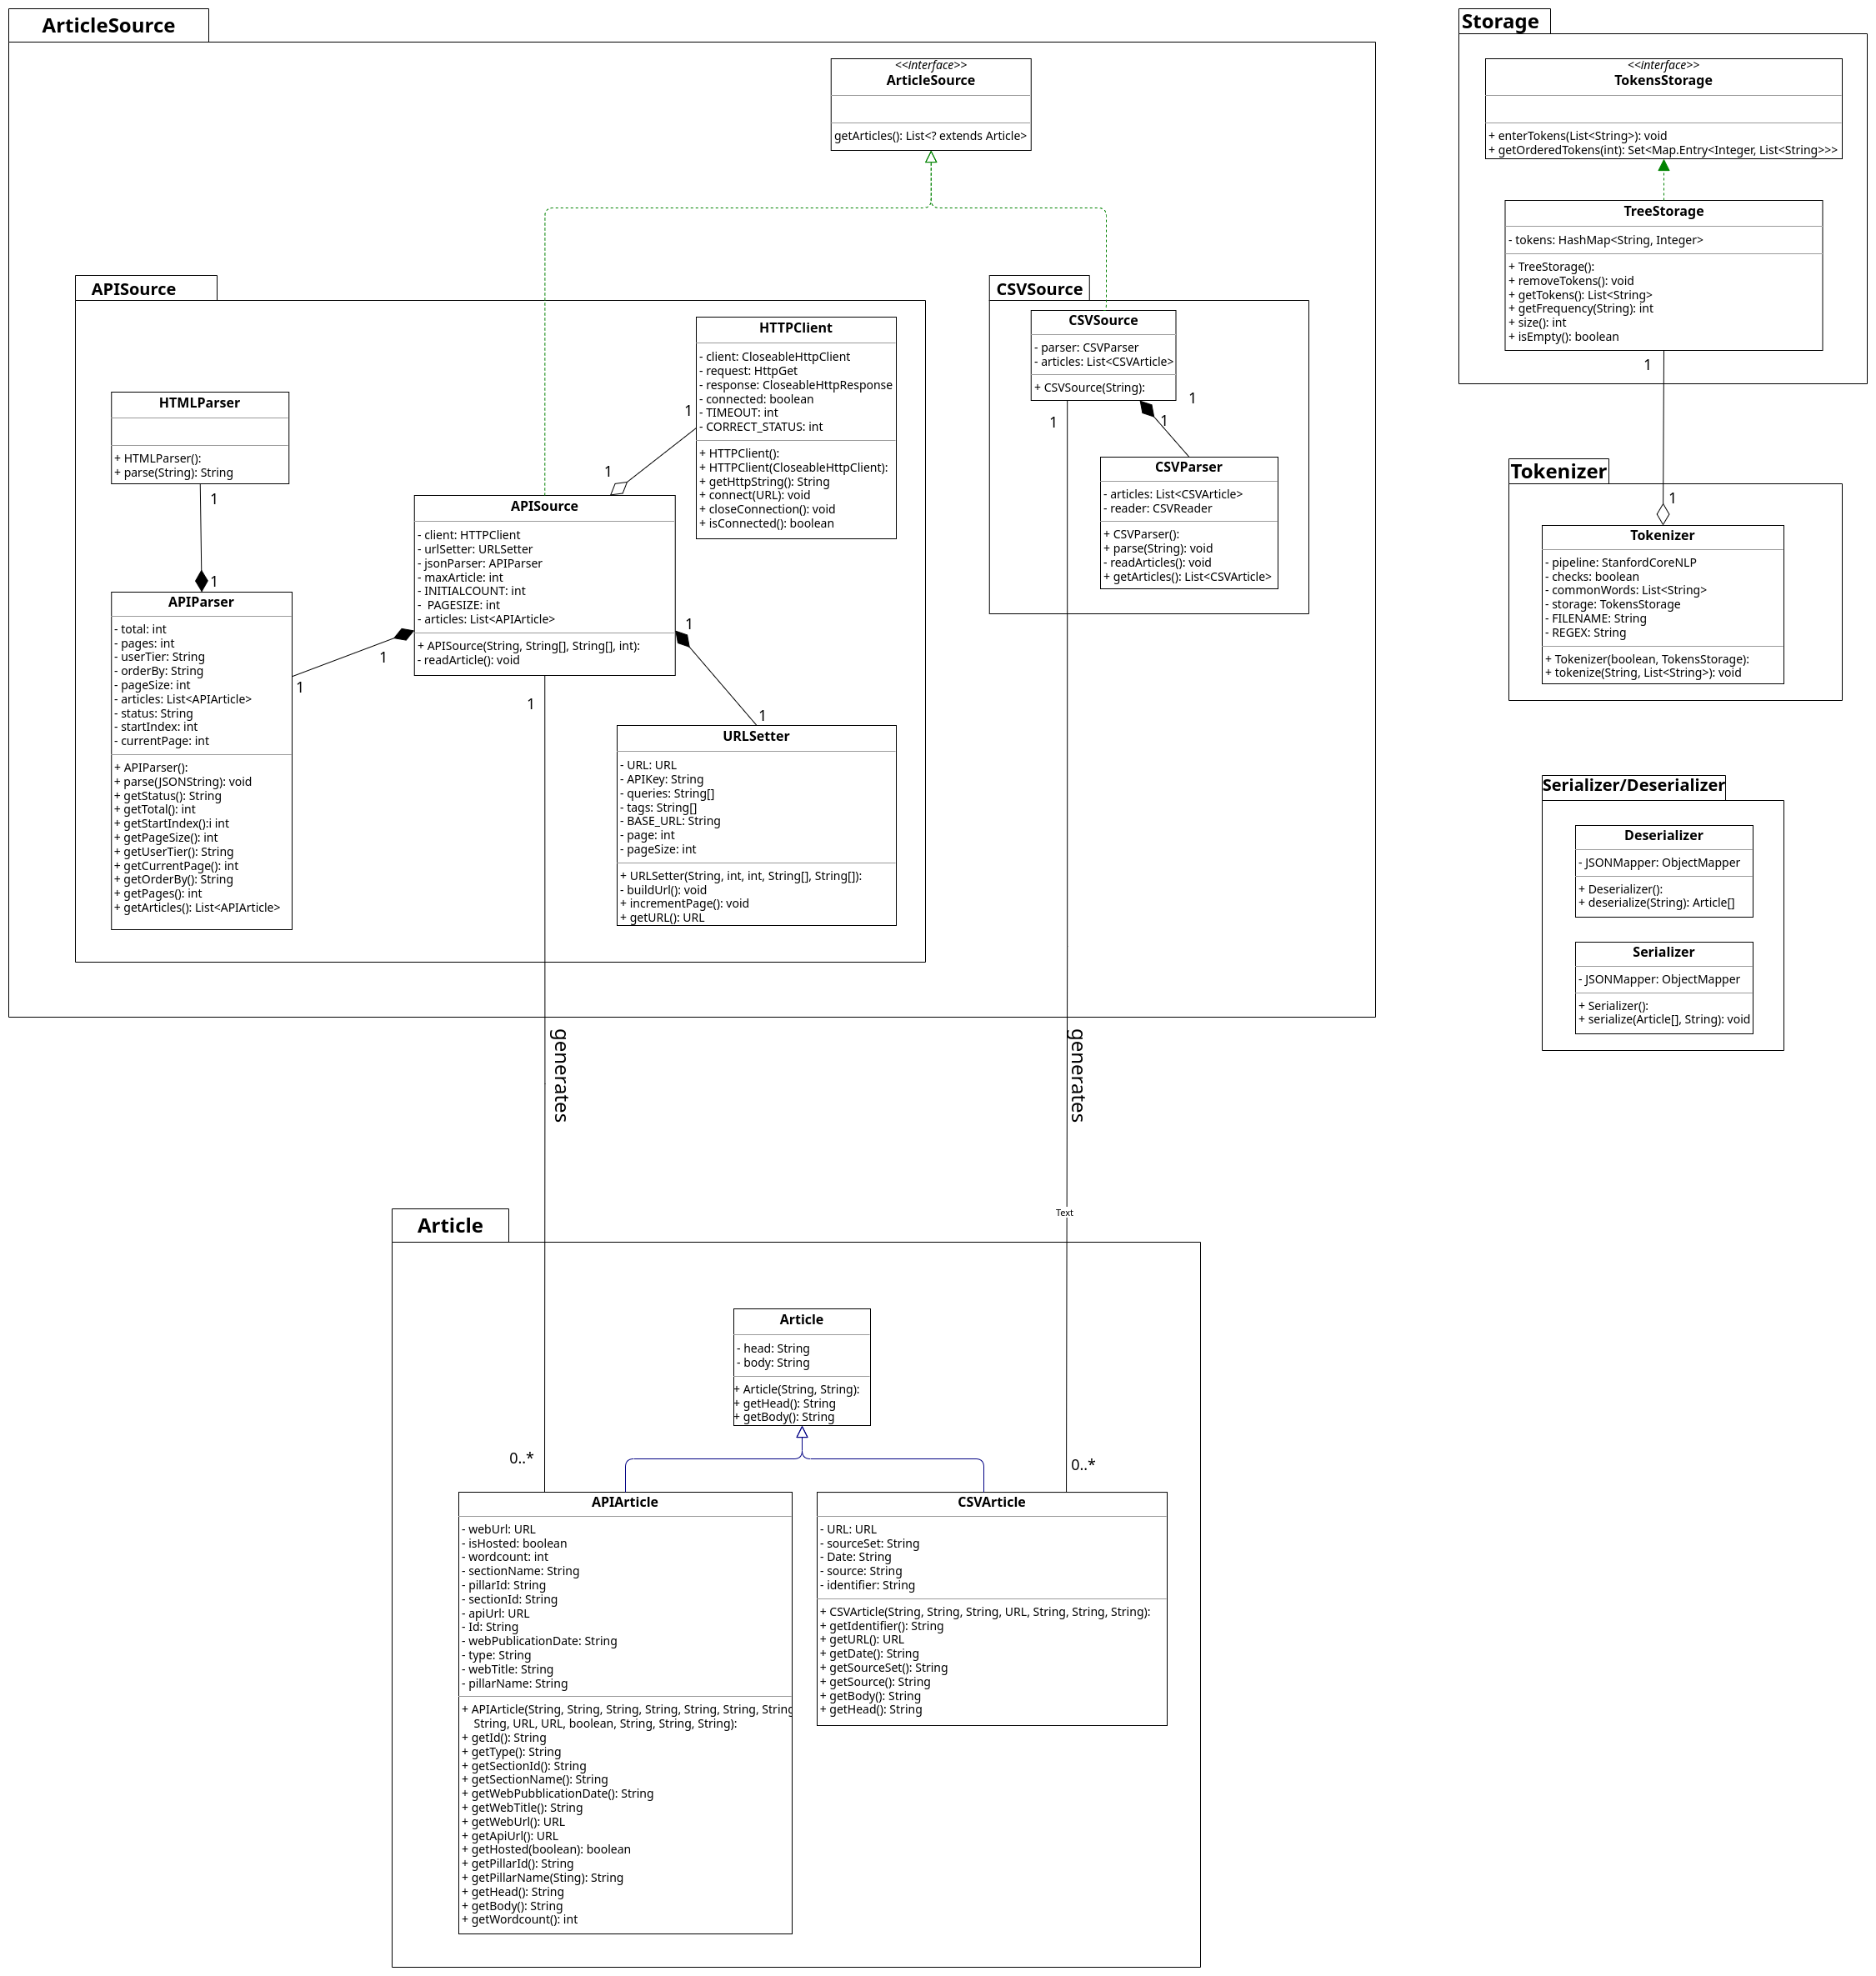 ArticleSource
<<interface>>
ArticleSource
getArticles(): List<? extends Article>
APISource
HTMLParser
+ HTMLParser():
+ parse(String): String
1
1
APIParser
- total: int
- pages: int
- userTier: String
- orderBy: String
- pageSize: int
- articles: List<APIArticle>
- status: String
- startIndex: int
- currentPage: int
+ APIParser():
+ parse(JSONString): void
+ getStatus(): String
+ getTotal(): int
+ getStartIndex():i int
+ getPageSize(): int
+ getUserTier(): String
+ getCurrentPage(): int
+ getOrderBy(): String
+ getPages(): int
+ getArticles(): List<APIArticle>
1
1
HTTPClient
- client: CloseableHttpClient
- request: HttpGet
- response: CloseableHttpResponse
- connected: boolean
- TIMEOUT: int
- CORRECT_STATUS: int
+ HTTPClient():
+ HTTPClient(CloseableHttpClient):
+ getHttpString(): String
+ connect(URL): void
+ closeConnection(): void
+ isConnected(): boolean
1
1
APISource
- client: HTTPClient
- urlSetter: URLSetter
- jsonParser: APIParser
- maxArticle: int
- INITIALCOUNT: int
-  PAGESIZE: int
- articles: List<APIArticle>
+ APISource(String, String[], String[], int):
- readArticle(): void
1
1
1
URLSetter
- URL: URL
- APIKey: String
- queries: String[]
- tags: String[]
- BASE_URL: String
- page: int
- pageSize: int
+ URLSetter(String, int, int, String[], String[]):
- buildUrl(): void
+ incrementPage(): void
+ getURL(): URL
CSVSource
CSVSource
- parser: CSVParser
- articles: List<CSVArticle>
+ CSVSource(String):
1
1
1
CSVParser
- articles: List<CSVArticle>
- reader: CSVReader
+ CSVParser():
+ parse(String): void
- readArticles(): void
+ getArticles(): List<CSVArticle>
Storage
<<interface>>
TokensStorage
+ enterTokens(List<String>): void
+ getOrderedTokens(int): Set<Map.Entry<Integer, List<String>>>
TreeStorage
- tokens: HashMap<String, Integer>
+ TreeStorage():
+ removeTokens(): void
+ getTokens(): List<String>
+ getFrequency(String): int
+ size(): int
+ isEmpty(): boolean
1
Tokenizer
1
Tokenizer
- pipeline: StanfordCoreNLP
- checks: boolean
- commonWords: List<String>
- storage: TokensStorage
- FILENAME: String
- REGEX: String
+ Tokenizer(boolean, TokensStorage):
+ tokenize(String, List<String>): void
Serializer/Deserializer
Deserializer
- JSONMapper: ObjectMapper
+ Deserializer():
+ deserialize(String): Article[]
Serializer
- JSONMapper: ObjectMapper
+ Serializer():
+ serialize(Article[], String): void
generates
generates
Text
Article
Article
- head: String
- body: String
+ Article(String, String):
+ getHead(): String
+ getBody(): String
0..*
0..*
APIArticle
- webUrl: URL
- isHosted: boolean
- wordcount: int
- sectionName: String
- pillarId: String
- sectionId: String
- apiUrl: URL
- Id: String
- webPublicationDate: String
- type: String
- webTitle: String
- pillarName: String
+ APIArticle(String, String, String, String, String, String, String
String, URL, URL, boolean, String, String, String):
+ getId(): String
+ getType(): String
+ getSectionId(): String
+ getSectionName(): String
+ getWebPubblicationDate(): String
+ getWebTitle(): String
+ getWebUrl(): URL
+ getApiUrl(): URL
+ getHosted(boolean): boolean
+ getPillarId(): String
+ getPillarName(Sting): String
+ getHead(): String
+ getBody(): String
+ getWordcount(): int
CSVArticle
- URL: URL
- sourceSet: String
- Date: String
- source: String
- identifier: String
+ CSVArticle(String, String, String, URL, String, String, String):
+ getIdentifier(): String
+ getURL(): URL
+ getDate(): String
+ getSourceSet(): String
+ getSource(): String
+ getBody(): String
+ getHead(): String